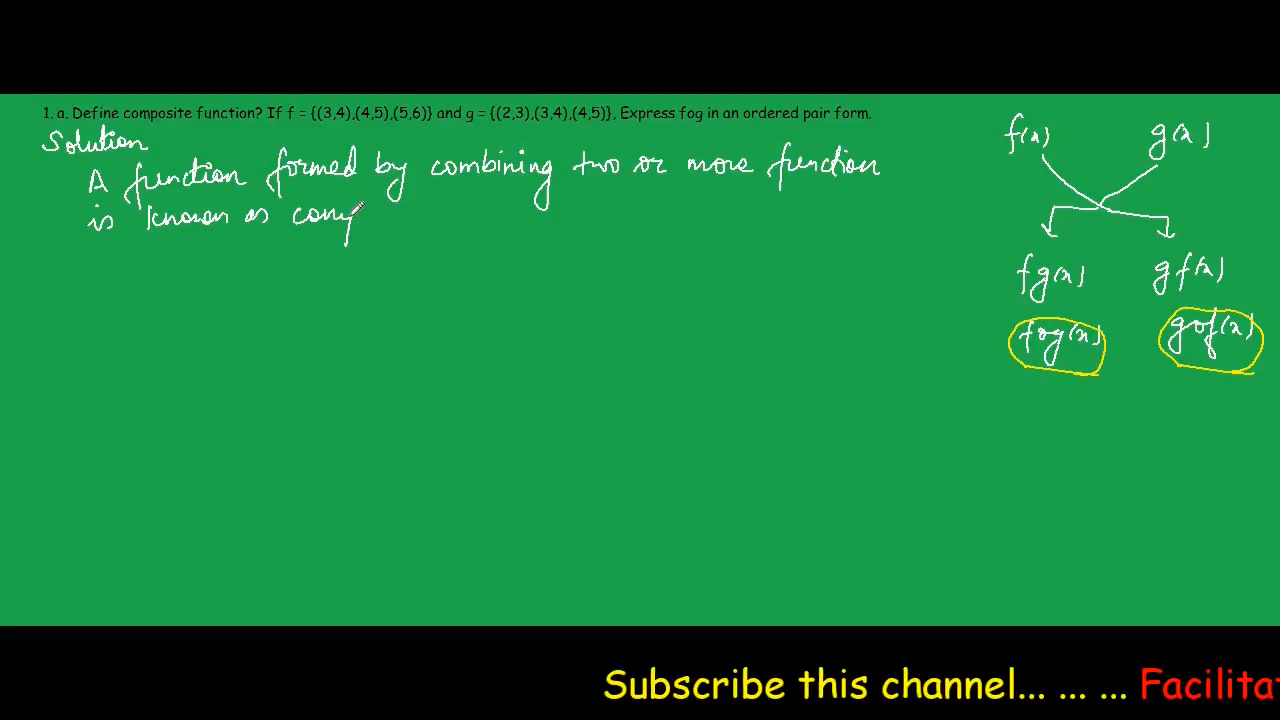 1. a. Define composite function? If f = {(3,4),(4,5),(5,6)} and g = {(2,3),(3,4),(4,5)}, Express fog in an ordered pair form.
Solution
A function formed by combining two or more function
is known as comp
f(x) g(x)
fg(x) gf(x)
fog(x) gof(x)
Subscribe this channel... ... ... Facilita